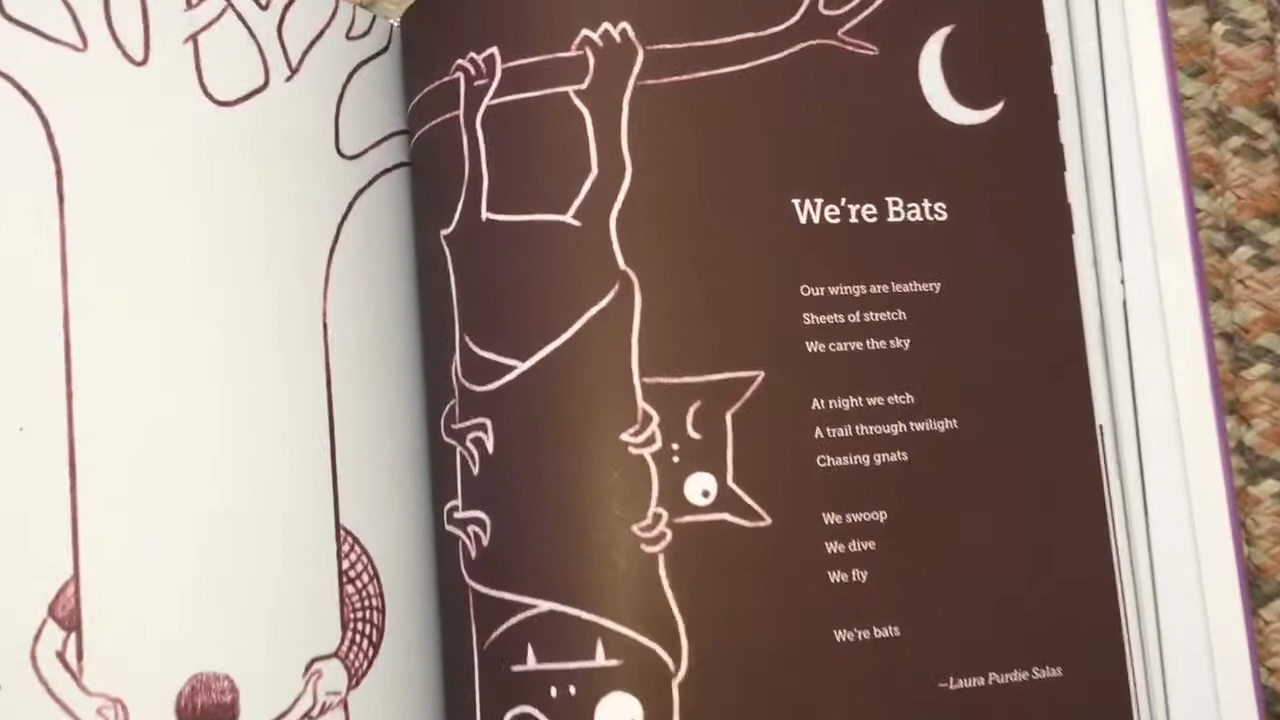 We're Bats
Our wings are leathery
Sheets of stretch
We carve the sky
At night we etch
A trail through twilight
Chasing gnats
We swoop
We dive
We fly
We're bats
—Laura Purdie Salas